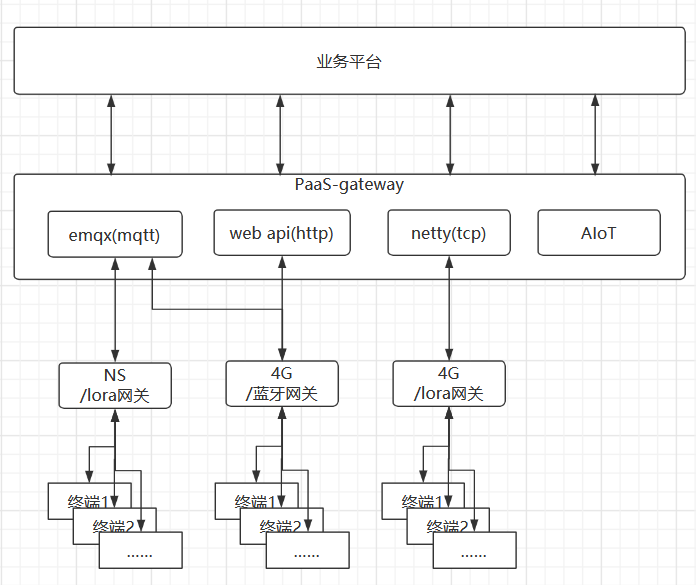 业务平台
PaaS-gateway
emqx(mqtt)
web api(http)
netty(tcp)
AIoT
NS
/lora网关
4G
/蓝牙网关
4G
/lora网关
终端1
终端2
......
终端1
终端2
......
终端1
终端2
......